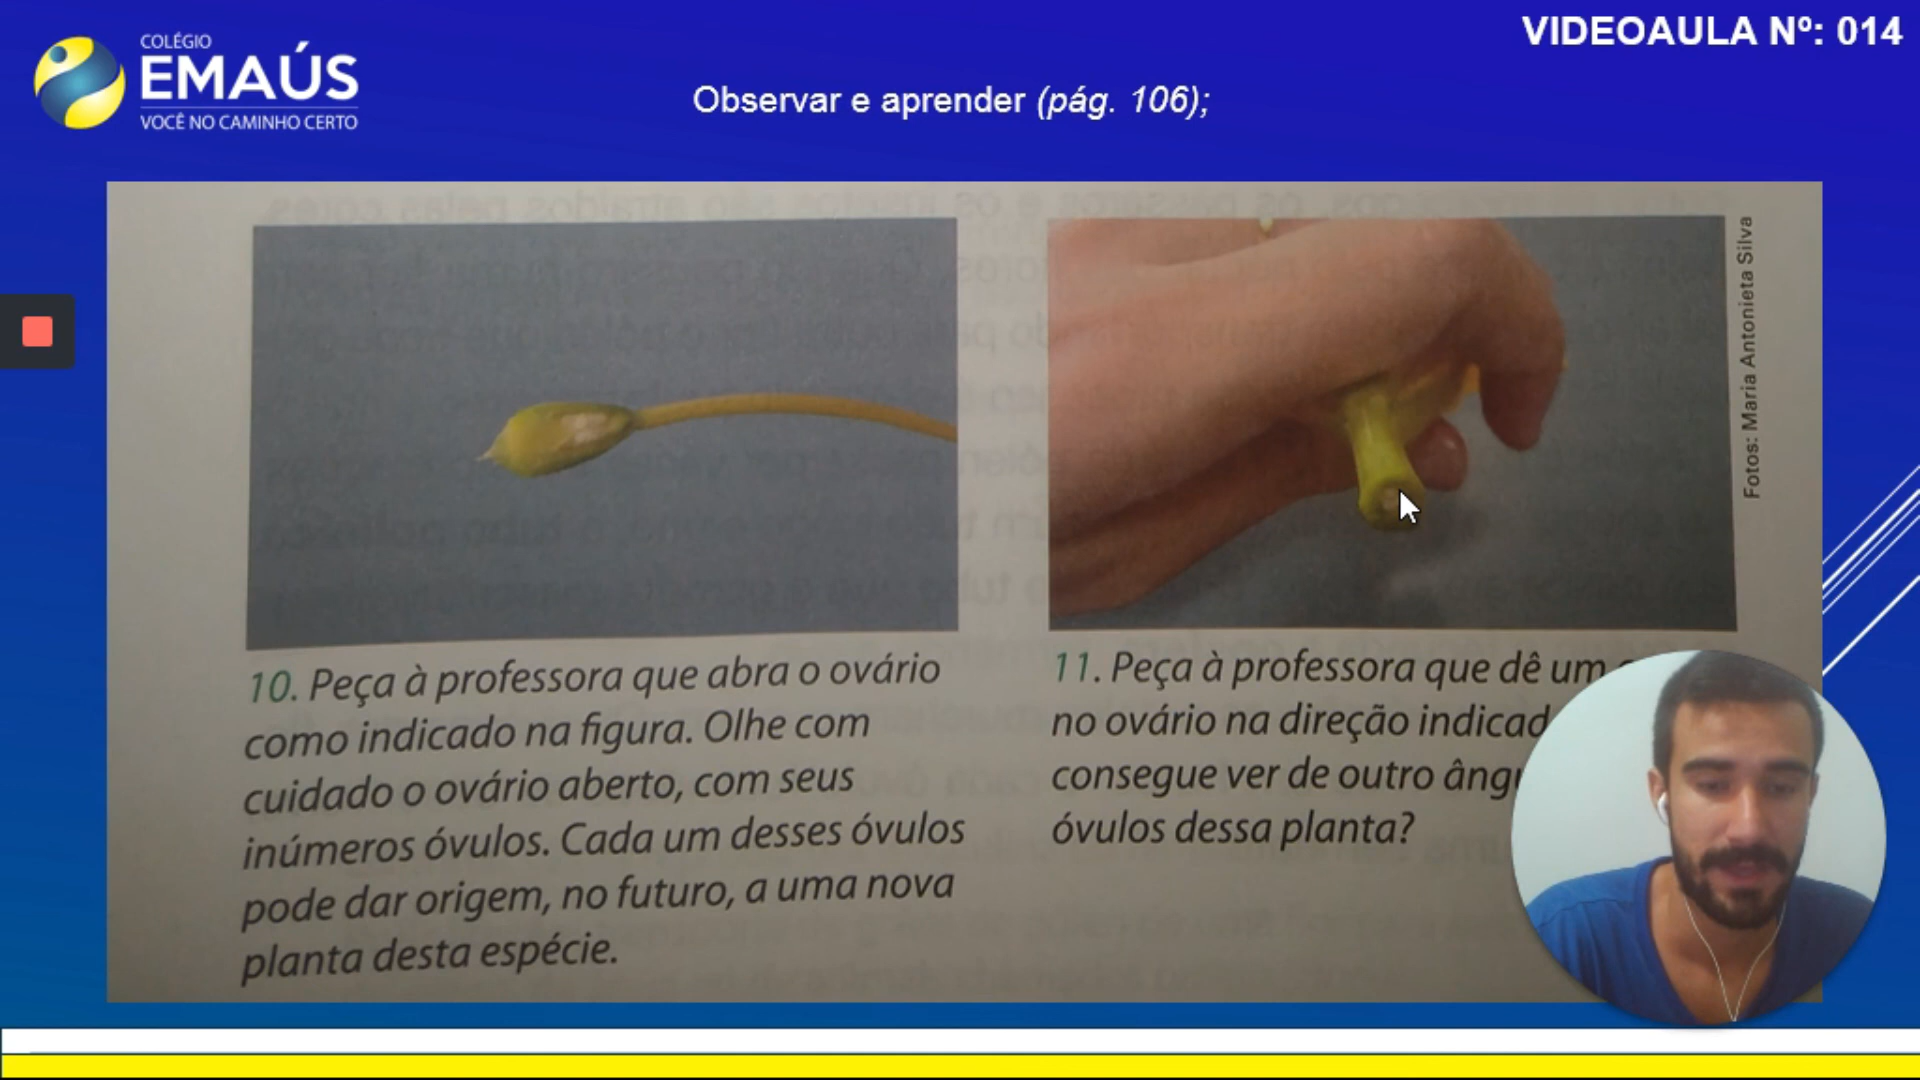 VIDEOAULA Nº: 014
COLÉGIO
EMAÚS
VOCÊ NO CAMINHO CERTO
Observar e aprender (pág. 106);
Fotos: Maria Antonieta Silva
10. Peça à professora que abra o ovário
como indicado na figura. Olhe com
cuidado o ovário aberto, com seus
inúmeros óvulos. Cada um desses óvulos
pode dar origem, no futuro, a uma nova
planta desta espécie.
11. Peça à professora que dê um
no ovário na direção
consegue ver de outro
óvulos dessa planta?